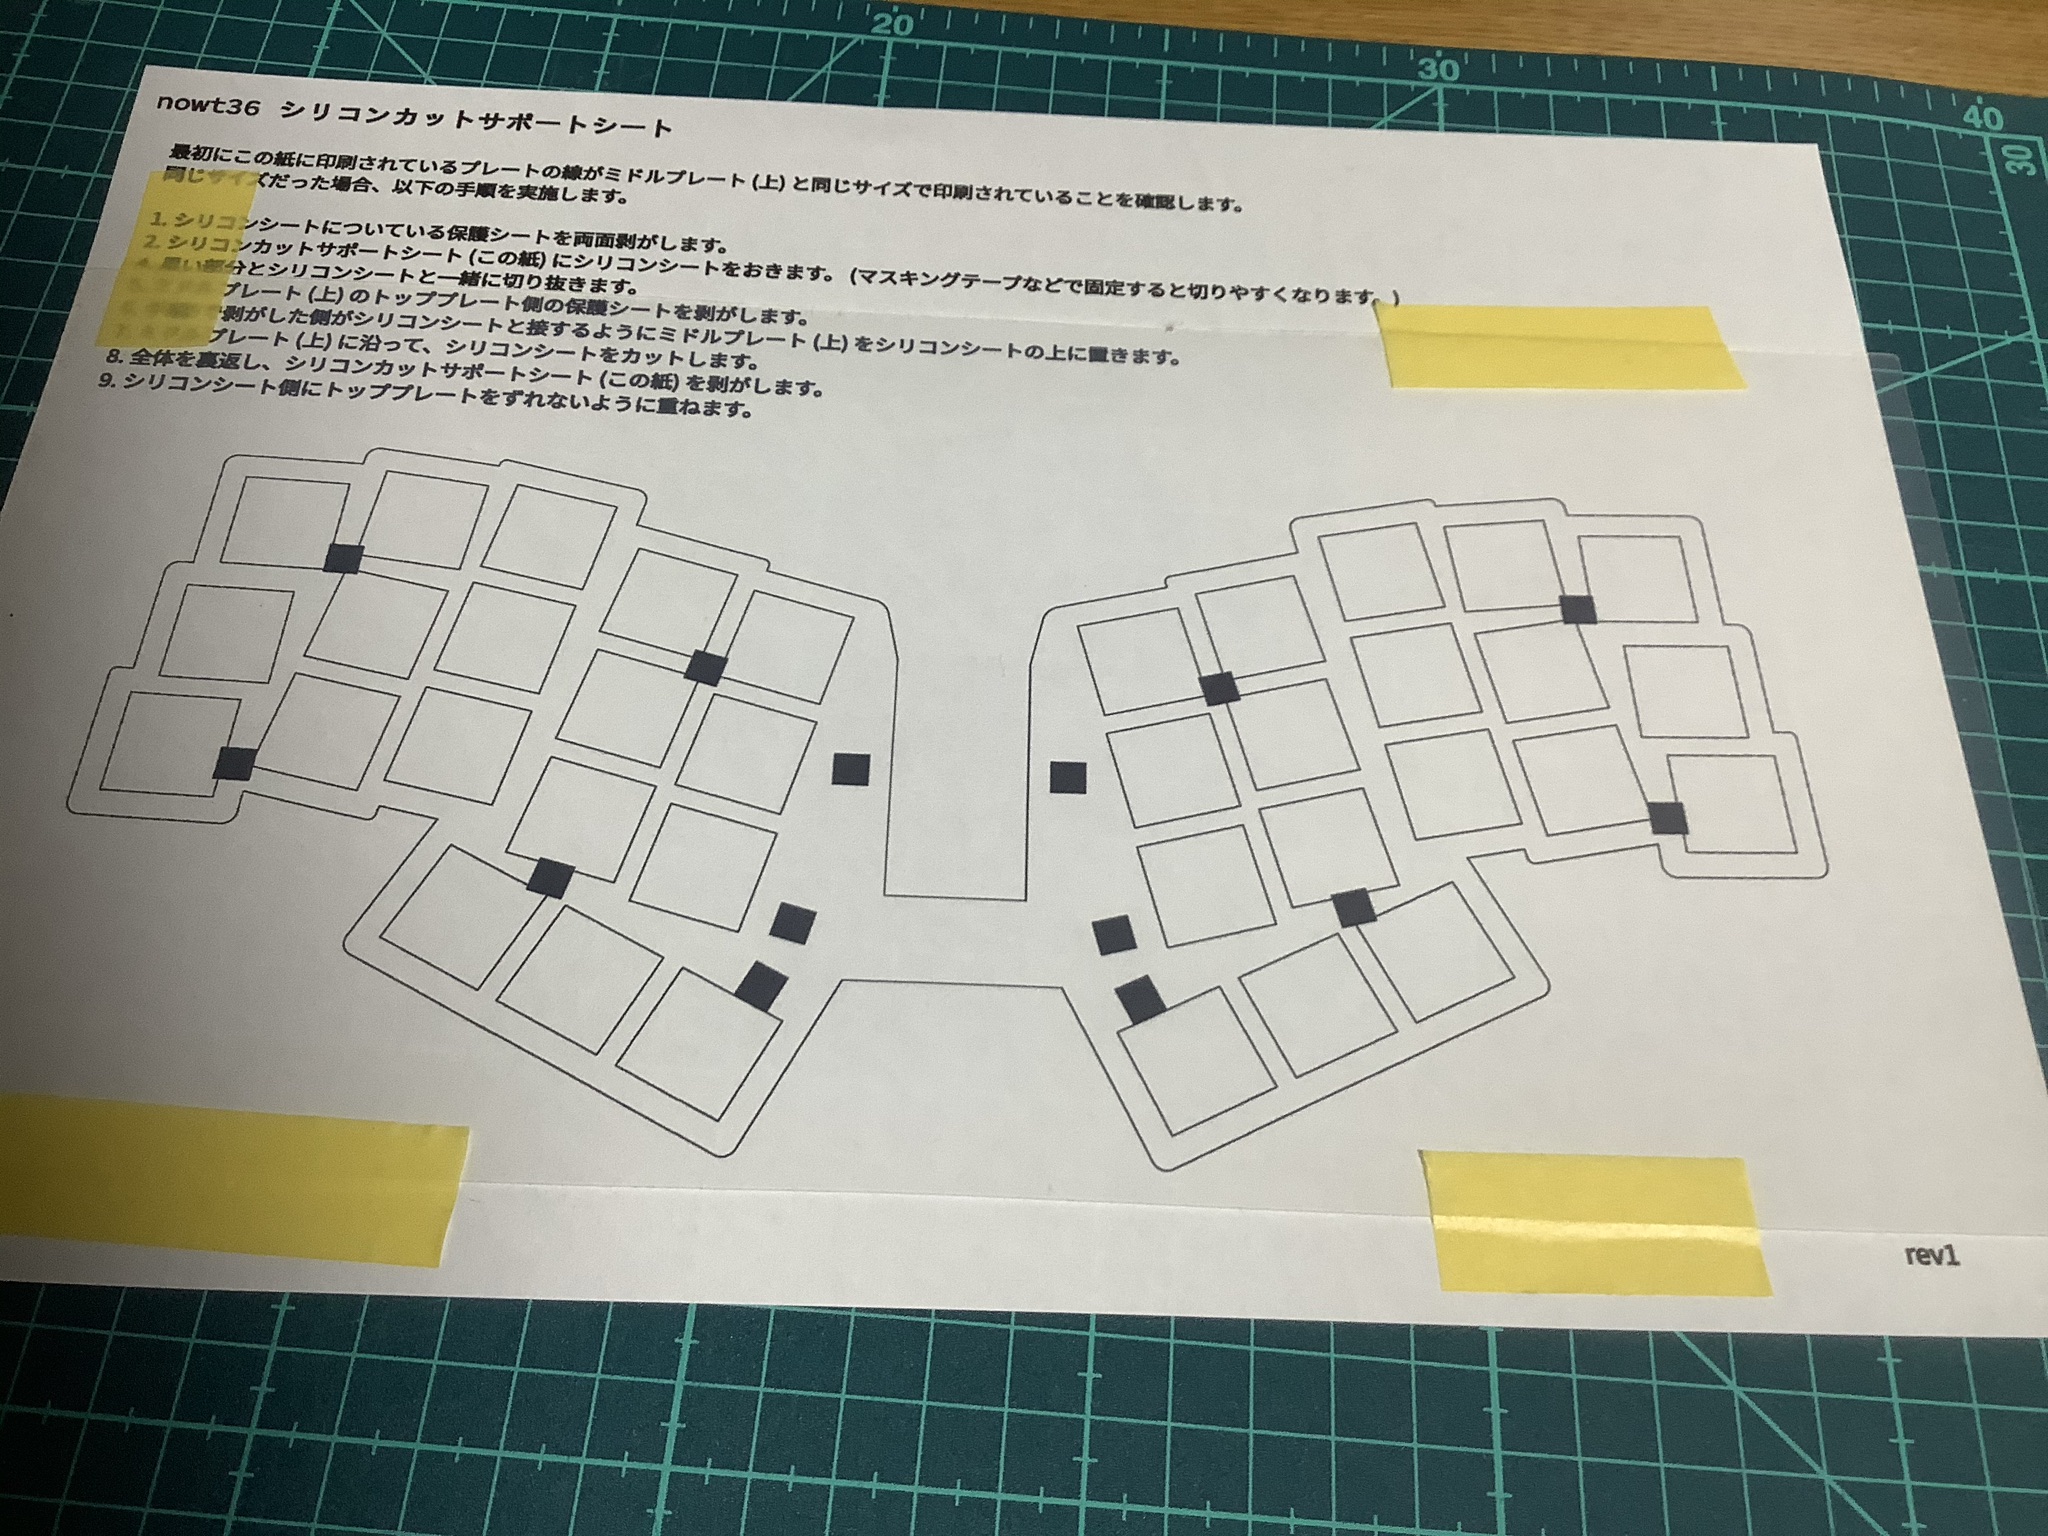 20
30
40
30
nowt36 シリコンカットサポートシート
最初にこの紙に印刷されているプレートの線がミドルプレート (上) と同じサイズで印刷されていることを確認します。
同じサイズだった場合、以下の手順を実施します。
1. シリコンシートについている保護シートを両面剥がします。
2. シリコンカットサポートシート (この紙) にシリコンシートをおきます。 (マスキングテープなどで固定すると切りやすくなります。)
黒い部分とシリコンシートと一緒に切り抜きます。
プレート (上) のトッププレート側の保護シートを剥がします。
剥がした側がシリコンシートと接するようにミドルプレート (上) をシリコンシートの上に置きます。
プレート (上) に沿って、シリコンシートをカットします。
8. 全体を裏返し、シリコンカットサポートシート (この紙) を剥がします。
9. シリコンシート側にトッププレートをずれないように重ねます。
rev1